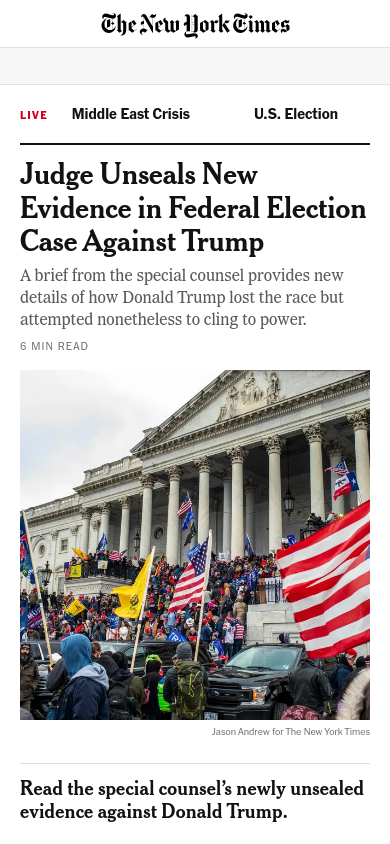 The New York Times
LIVE Middle East Crisis U.S. Election
Judge Unseals New
Evidence in Federal Election
Case Against Trump
A brief from the special counsel provides new
details of how Donald Trump lost the race but
attempted nonetheless to cling to power.
6 MIN READ
Jason Andrew for The New York Times
Read the special counsel’s newly unsealed
evidence against Donald Trump.